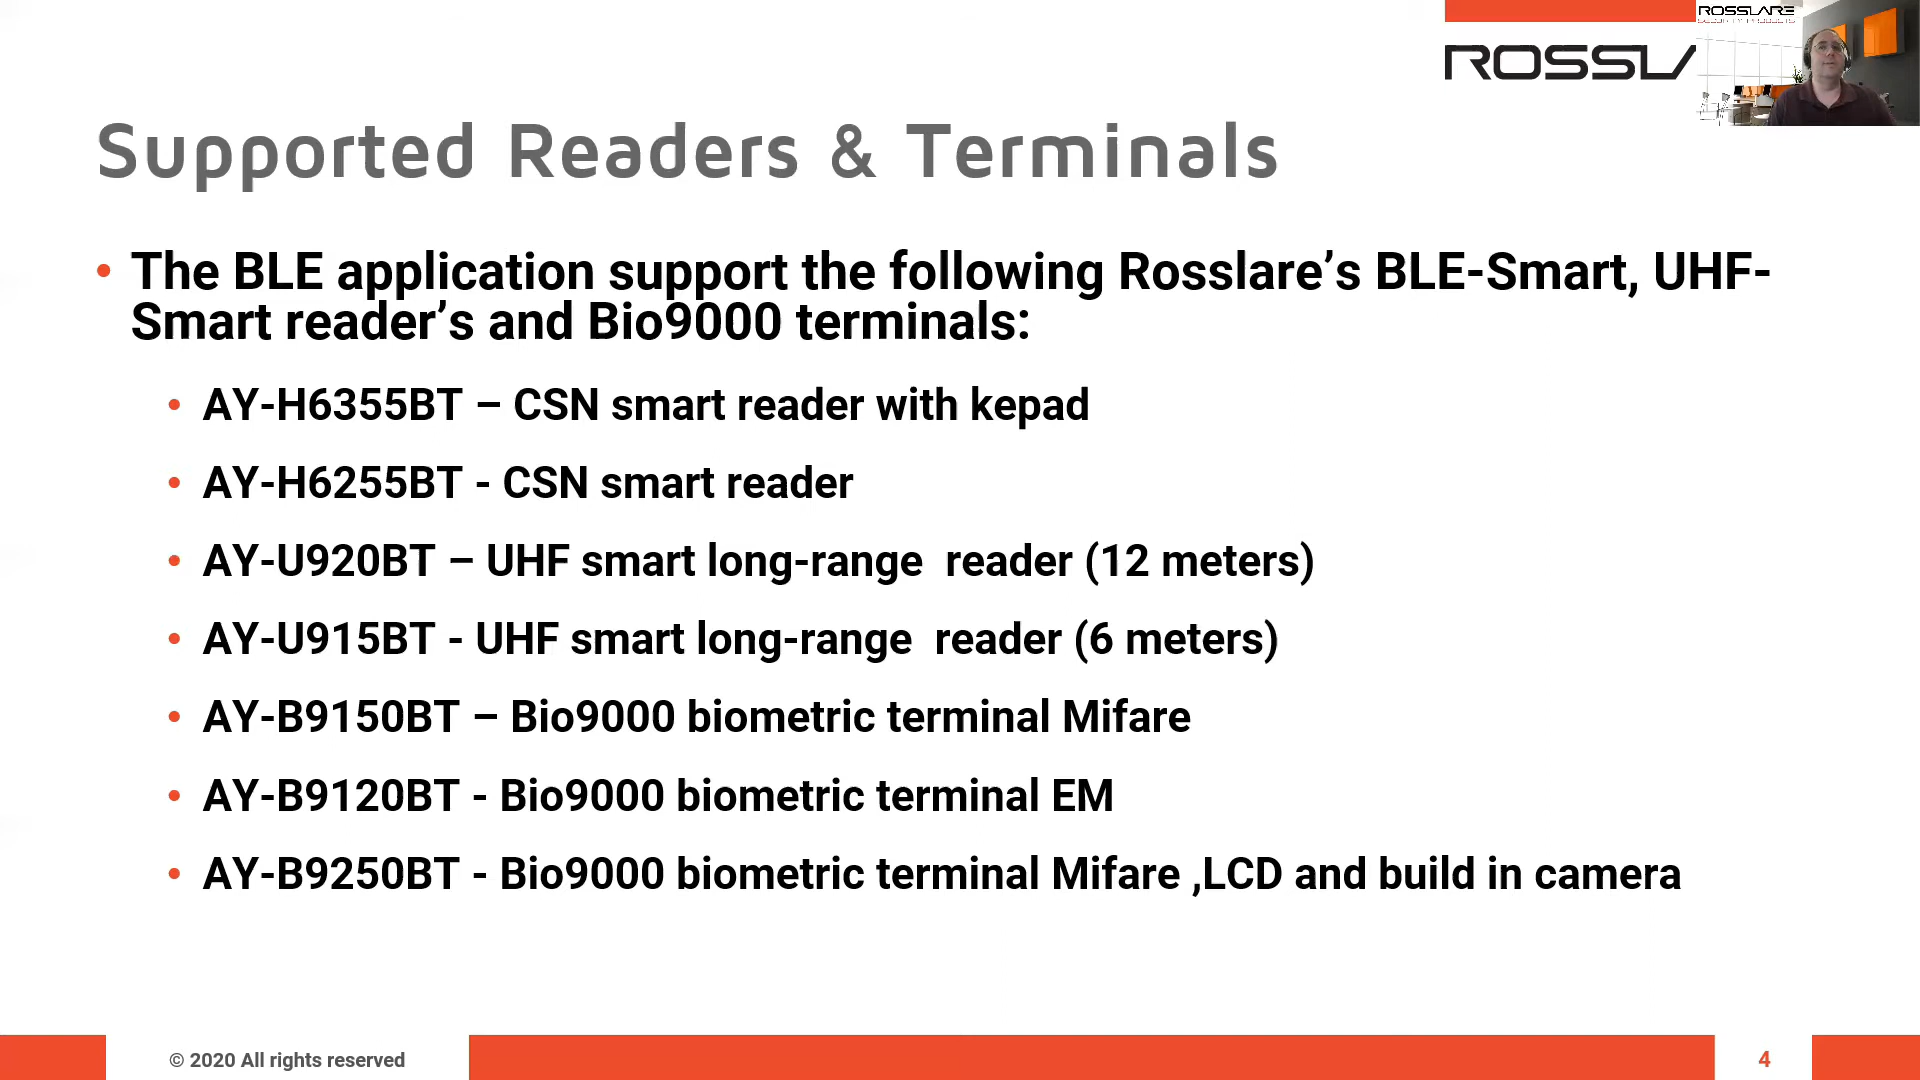 ROSSLARE
SECURITY PRODUCTS
ROSSL
Supported Readers & Terminals
• The BLE application support the following Rosslare’s BLE-Smart, UHF-
Smart reader’s and Bio9000 terminals:
• AY-H6355BT – CSN smart reader with kepad
• AY-H6255BT - CSN smart reader
• AY-U920BT – UHF smart long-range  reader (12 meters)
• AY-U915BT - UHF smart long-range  reader (6 meters)
• AY-B9150BT – Bio9000 biometric terminal Mifare
• AY-B9120BT - Bio9000 biometric terminal EM
• AY-B9250BT - Bio9000 biometric terminal Mifare ,LCD and build in camera
© 2020 All rights reserved
4